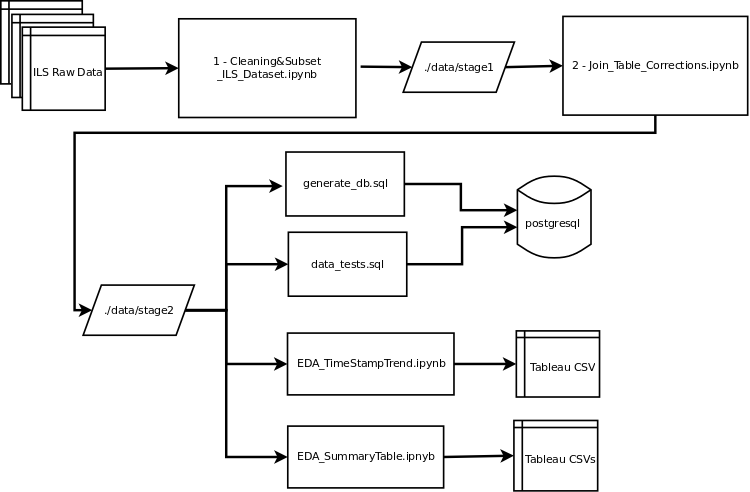 ILS Raw Data
1 - Cleaning&Subset
_ILS_Dataset.ipynb
./data/stage1
2 - Join_Table_Corrections.ipynb
generate_db.sql
postgresql
data_tests.sql
./data/stage2
EDA_TimeStampTrend.ipynb
Tableau CSV
EDA_SummaryTable.ipnyb
Tableau CSVs